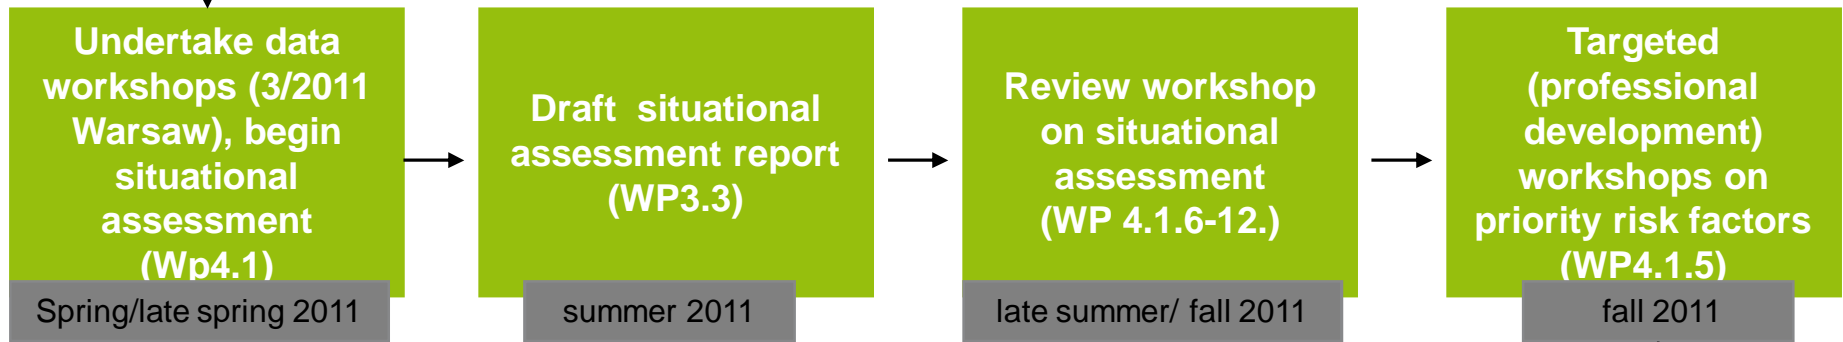 Undertake data
workshops (3/2011
Warsaw), begin
situational
assessment
(Wp4.1)
Spring/late spring 2011
Draft situational
assessment report
(WP3.3)
summer 2011
Review workshop
on situational
assessment
(WP 4.1.6-12.)
late summer/ fall 2011
Targeted
(professional
development)
workshops on
priority risk factors
(WP4.1.5)
fall 2011